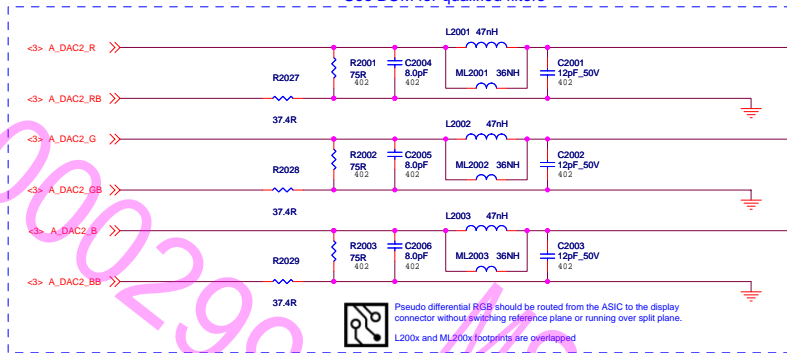 L2001 47nH
<3> A_DAC2_R
R2001
75R
402
C2004
8.0pF
402
ML2001 36NH
C2001
12pF_50V
402
R2027
<3> A_DAC2_RB
37.4R
L2002 47nH
<3> A_DAC2_G
R2002
75R
402
C2005
8.0pF
402
ML2002 36NH
C2002
12pF_50V
402
R2028
<3> A_DAC2_GB
37.4R
L2003 47nH
<3> A_DAC2_B
R2003
75R
402
C2006
8.0pF
402
ML2003 36NH
C2003
12pF_50V
402
R2029
<3> A_DAC2_BB
37.4R
Pseudo differential RGB should be routed from the ASIC to the display
connector without switching reference plane or running over split plane.
L200x and ML200x footprints are overlapped